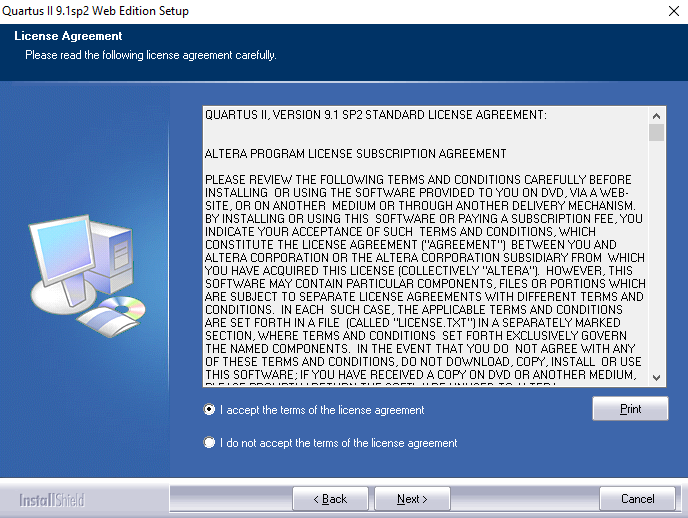 Quartus II 9.1sp2 Web Edition Setup
License Agreement
Please read the following license agreement carefully.
QUARTUS II, VERSION 9.1 SP2 STANDARD LICENSE AGREEMENT:
ALTERA PROGRAM LICENSE SUBSCRIPTION AGREEMENT
PLEASE REVIEW THE FOLLOWING TERMS AND CONDITIONS CAREFULLY BEFORE
INSTALLING OR USING THE SOFTWARE PROVIDED TO YOU ON DVD, VIA A WEB-
SITE, OR ON ANOTHER MEDIUM OR THROUGH ANOTHER DELIVERY MECHANISM.
BY INSTALLING OR USING THIS SOFTWARE OR PAYING A SUBSCRIPTION FEE, YOU
INDICATE YOUR ACCEPTANCE OF SUCH TERMS AND CONDITIONS, WHICH
CONSTITUTE THE LICENSE AGREEMENT ("AGREEMENT") BETWEEN YOU AND
ALTERA CORPORATION OR THE ALTERA CORPORATION SUBSIDIARY FROM WHICH
YOU HAVE ACQUIRED THIS LICENSE (COLLECTIVELY "ALTERA"). HOWEVER, THIS
SOFTWARE MAY CONTAIN PARTICULAR COMPONENTS, FILES OR PORTIONS WHICH
ARE SUBJECT TO SEPARATE LICENSE AGREEMENTS WITH DIFFERENT TERMS AND
CONDITIONS. IN EACH SUCH CASE, THE APPLICABLE TERMS AND CONDITIONS
ARE SET FORTH IN A FILE (CALLED "LICENSE.TXT") IN A SEPARATELY MARKED
SECTION, WHERE TERMS AND CONDITIONS SET FORTH EXCLUSIVELY GOVERN
THE NAMED COMPONENTS. IN THE EVENT THAT YOU DO NOT AGREE WITH ANY
OF THESE TERMS AND CONDITIONS, DO NOT DOWNLOAD, COPY, INSTALL OR USE
THIS SOFTWARE; IF YOU HAVE RECEIVED A COPY ON DVD OR ANOTHER MEDIUM,
I accept the terms of the license agreement
Print
I do not accept the terms of the license agreement
InstallShield
< Back
Next >
Cancel